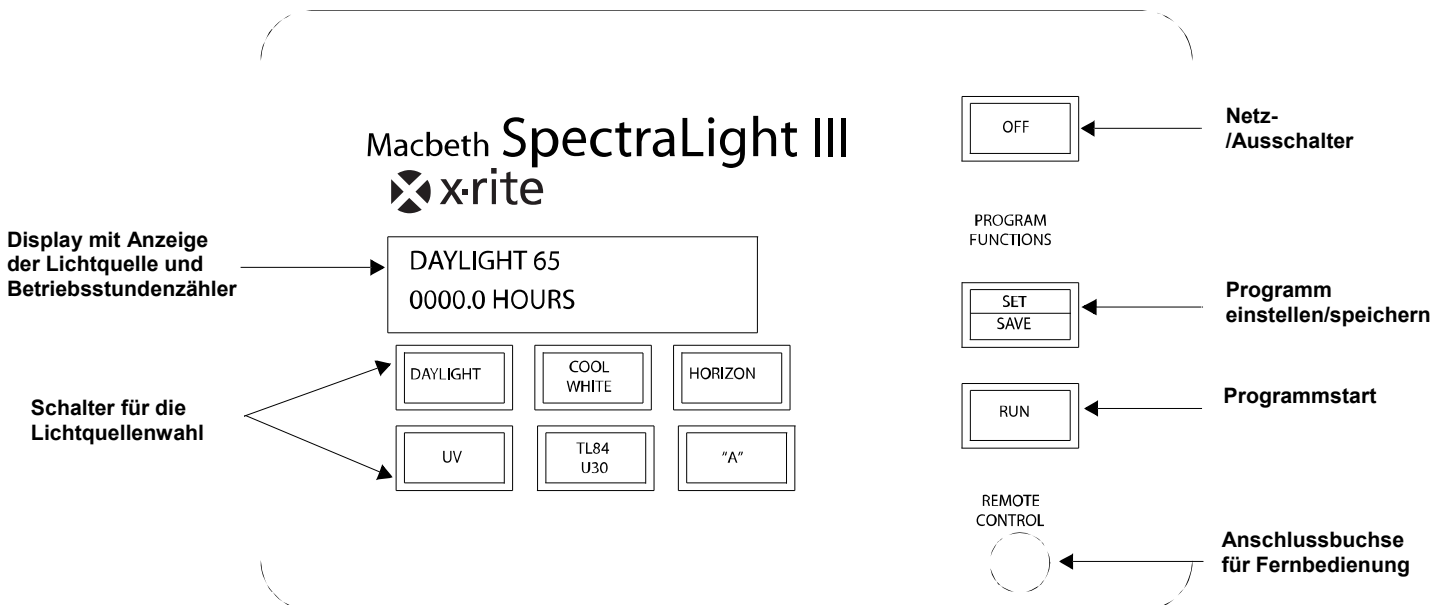 Macbeth SpectraLight III
x·rite
OFF
Netz-
/Ausschalter
PROGRAM
FUNCTIONS
Display mit Anzeige
der Lichtquelle und
Betriebsstundenzähler
DAYLIGHT 65
0000.0 HOURS
SET
SAVE
Programm
einstellen/speichern
DAYLIGHT
COOL
WHITE
HORIZON
Schalter für die
Lichtquellenwahl
RUN
Programmstart
UV
TL84
U30
"A"
REMOTE
CONTROL
Anschlussbuchse
für Fernbedienung